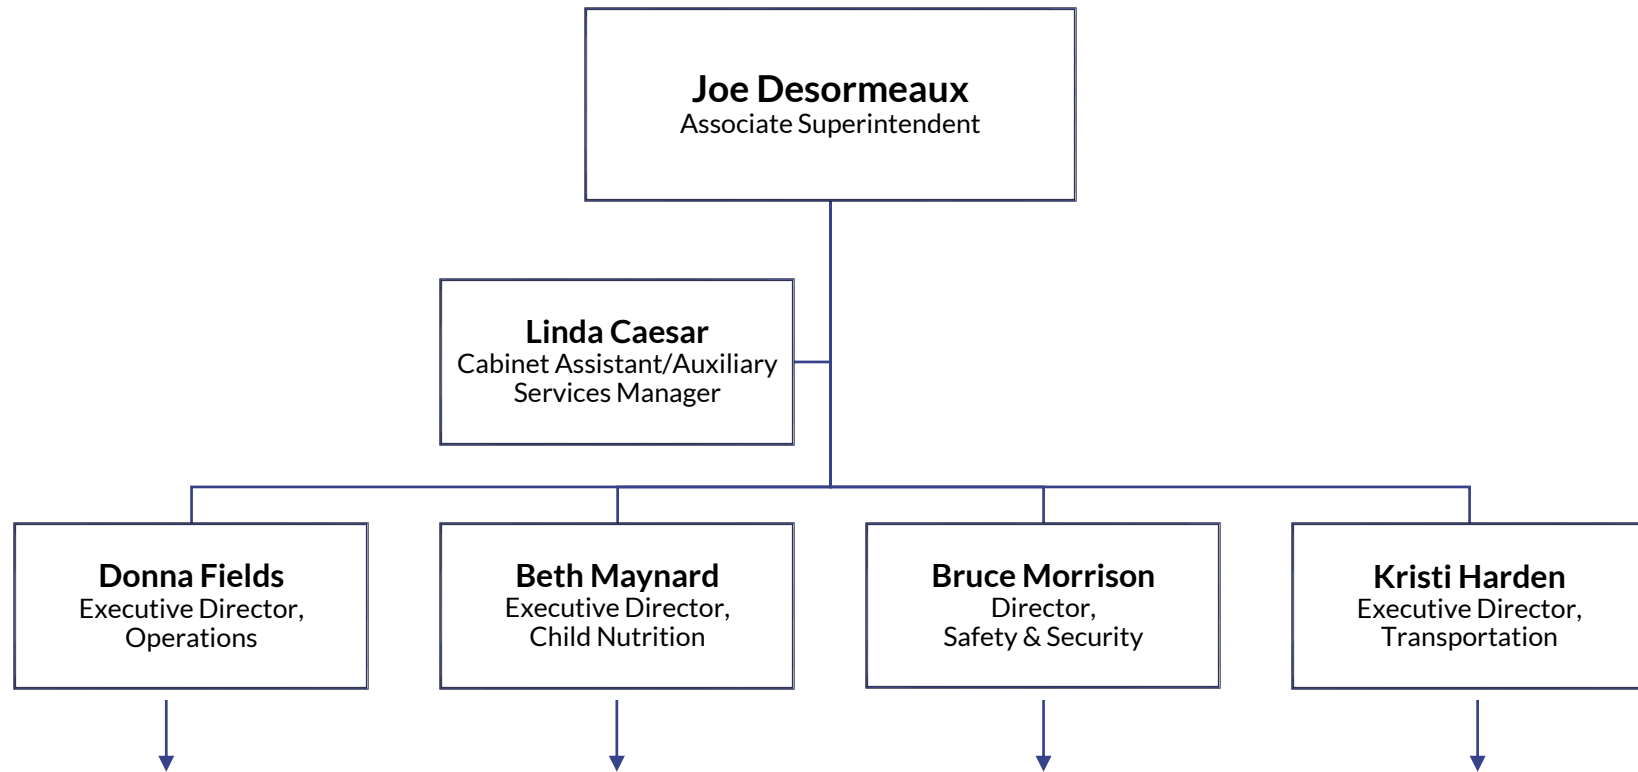 Joe Desormeaux
Associate Superintendent
Linda Caesar
Cabinet Assistant/Auxiliary
Services Manager
Donna Fields
Executive Director,
Operations
Beth Maynard
Executive Director,
Child Nutrition
Bruce Morrison
Director,
Safety & Security
Kristi Harden
Executive Director,
Transportation